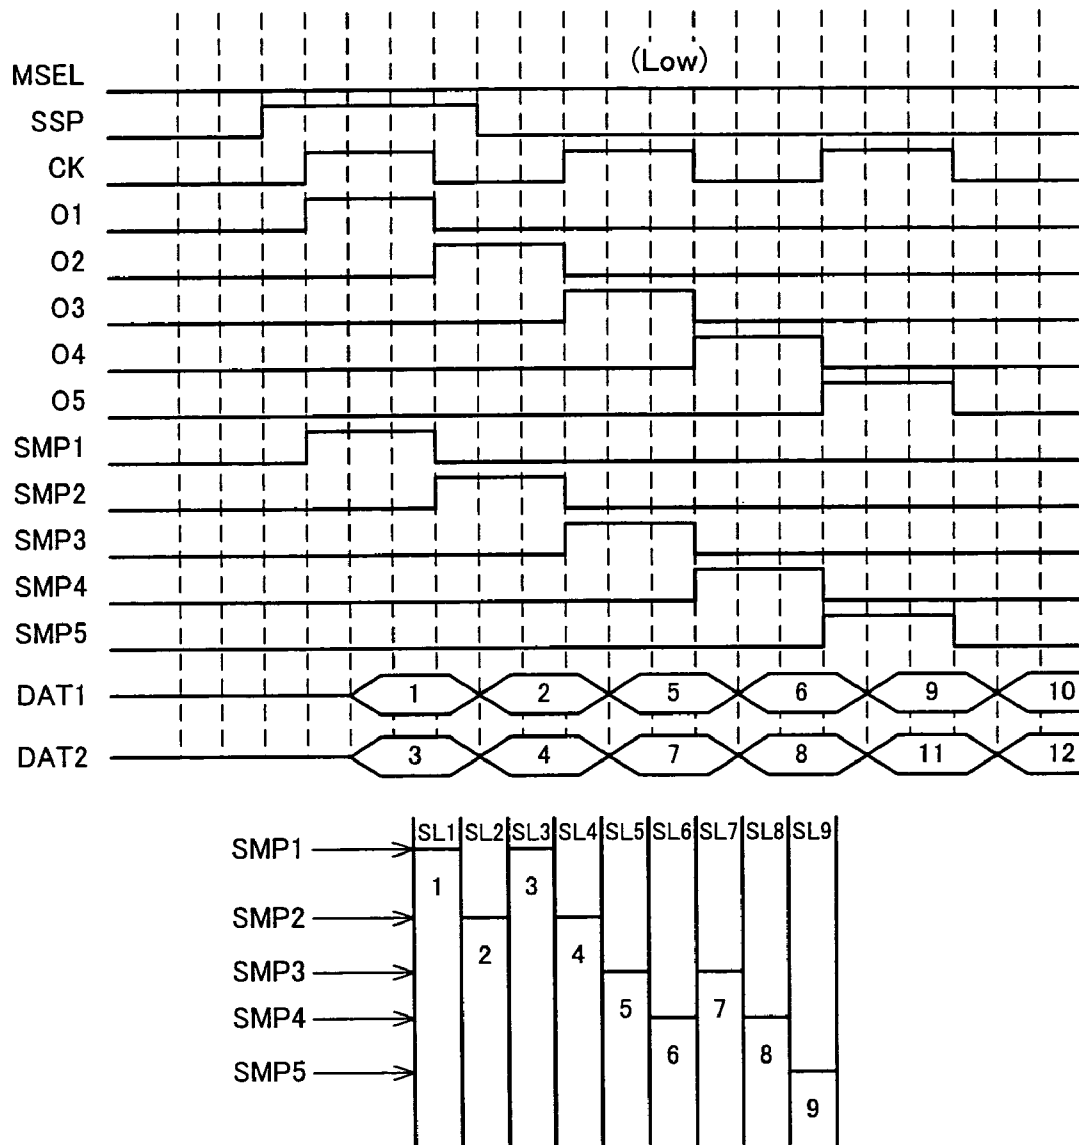 (Low)
MSEL
SSP
CK
O1
O2
O3
O4
O5
SMP1
SMP2
SMP3
SMP4
SMP5
DAT1 1 2 5 6 9 10
DAT2 3 4 7 8 11 12
SL1 SL2 SL3 SL4 SL5 SL6 SL7 SL8 SL9
SMP1
1 3
SMP2
2 4
SMP3
5 7
SMP4
6 8
SMP5
9